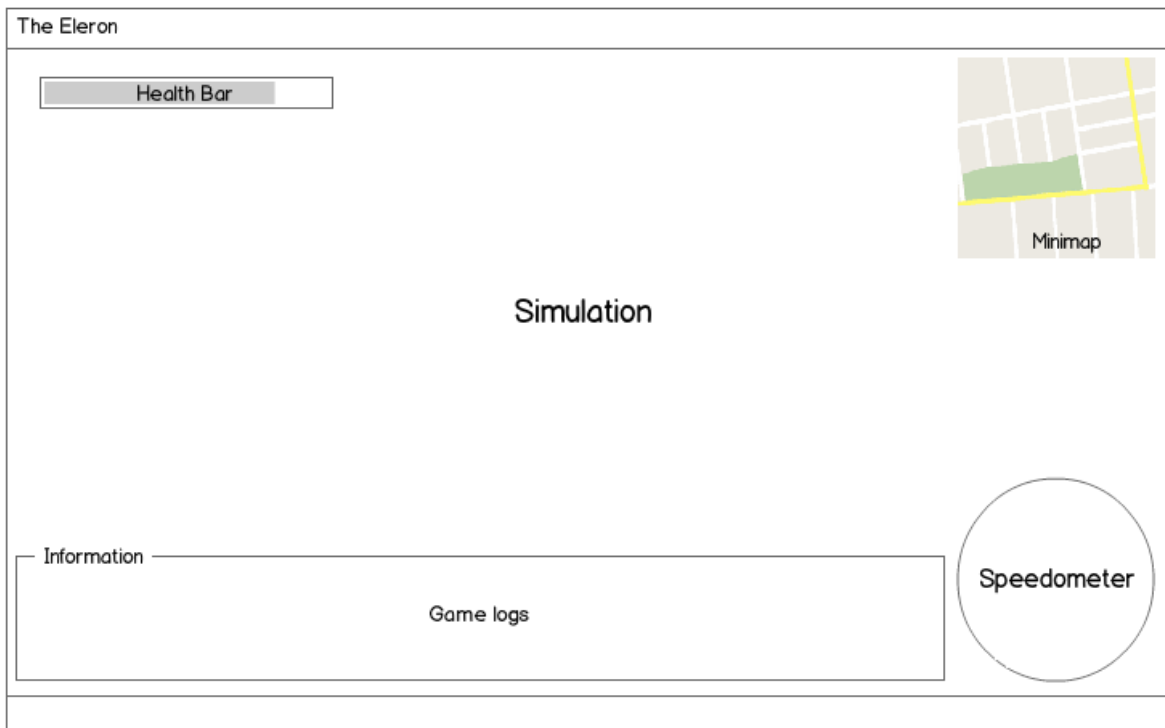 The Eleron
Health Bar
Minimap
Simulation
Information
Game logs
Speedometer